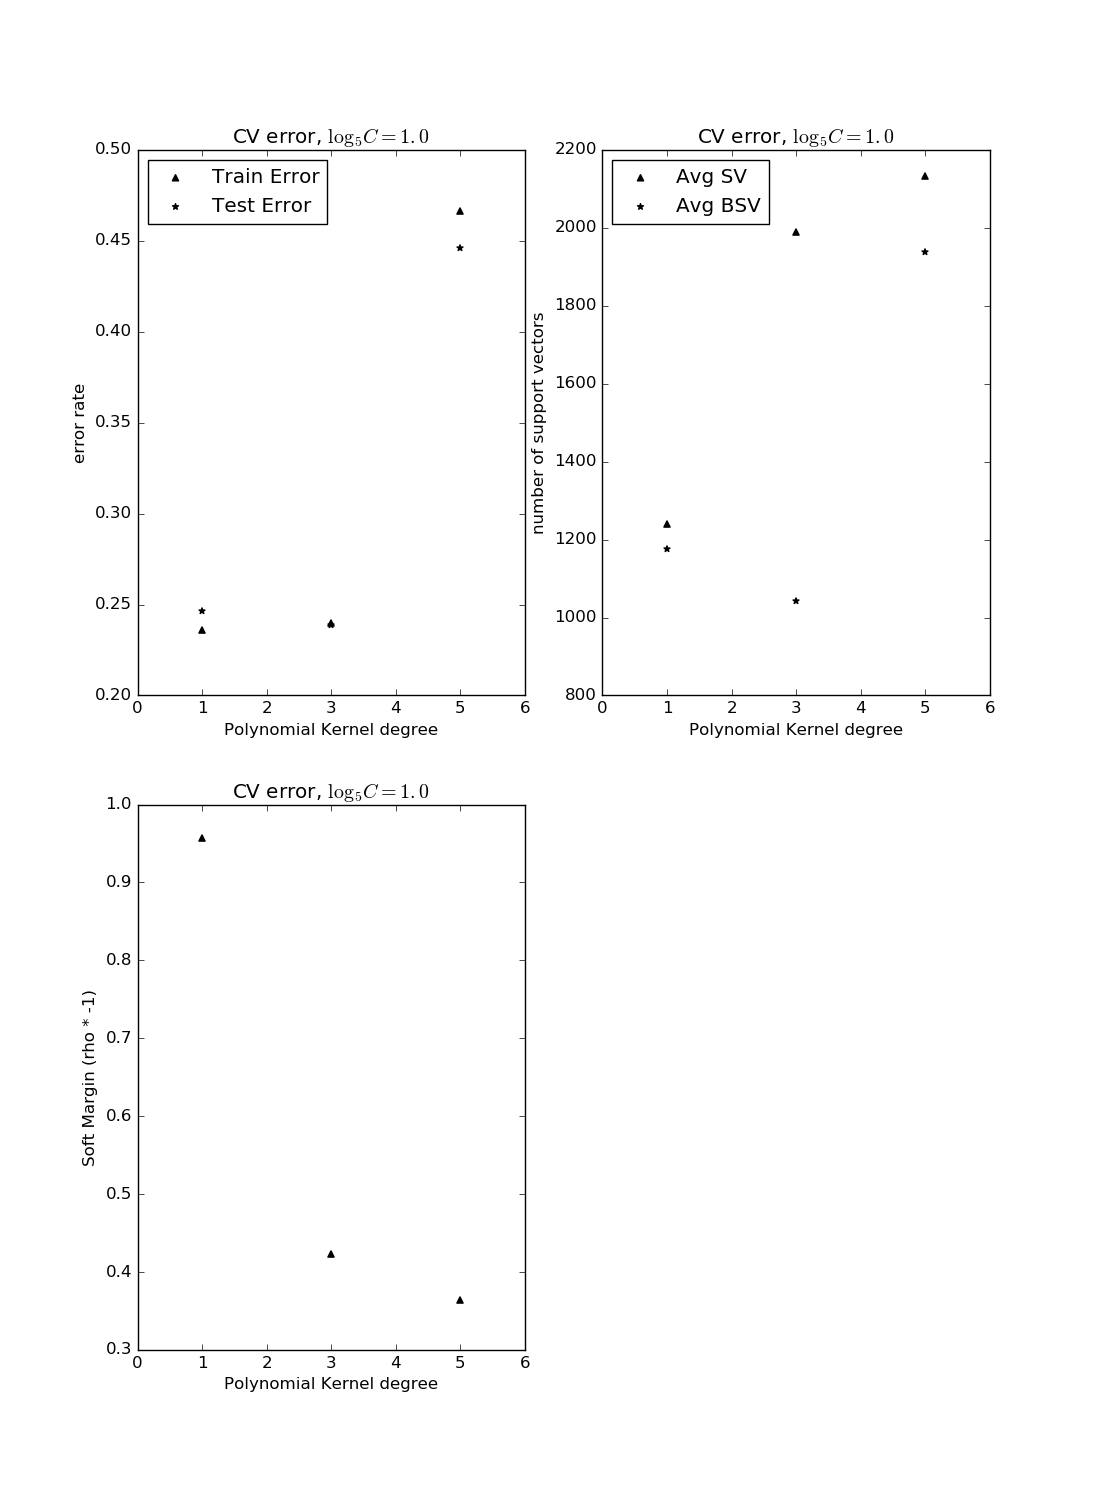 CV error, log₅C = 1.0
0.50
0.45
0.40
0.35
0.30
0.25
0.20
error rate
Train Error
Test Error
0 1 2 3 4 5 6
Polynomial Kernel degree
CV error, log₅C = 1.0
2200
2000
1800
1600
1400
1200
1000
800
number of support vectors
Avg SV
Avg BSV
0 1 2 3 4 5 6
Polynomial Kernel degree
CV error, log₅C = 1.0
1.0
0.9
0.8
0.7
0.6
0.5
0.4
0.3
Soft Margin (rho * -1)
0 1 2 3 4 5 6
Polynomial Kernel degree